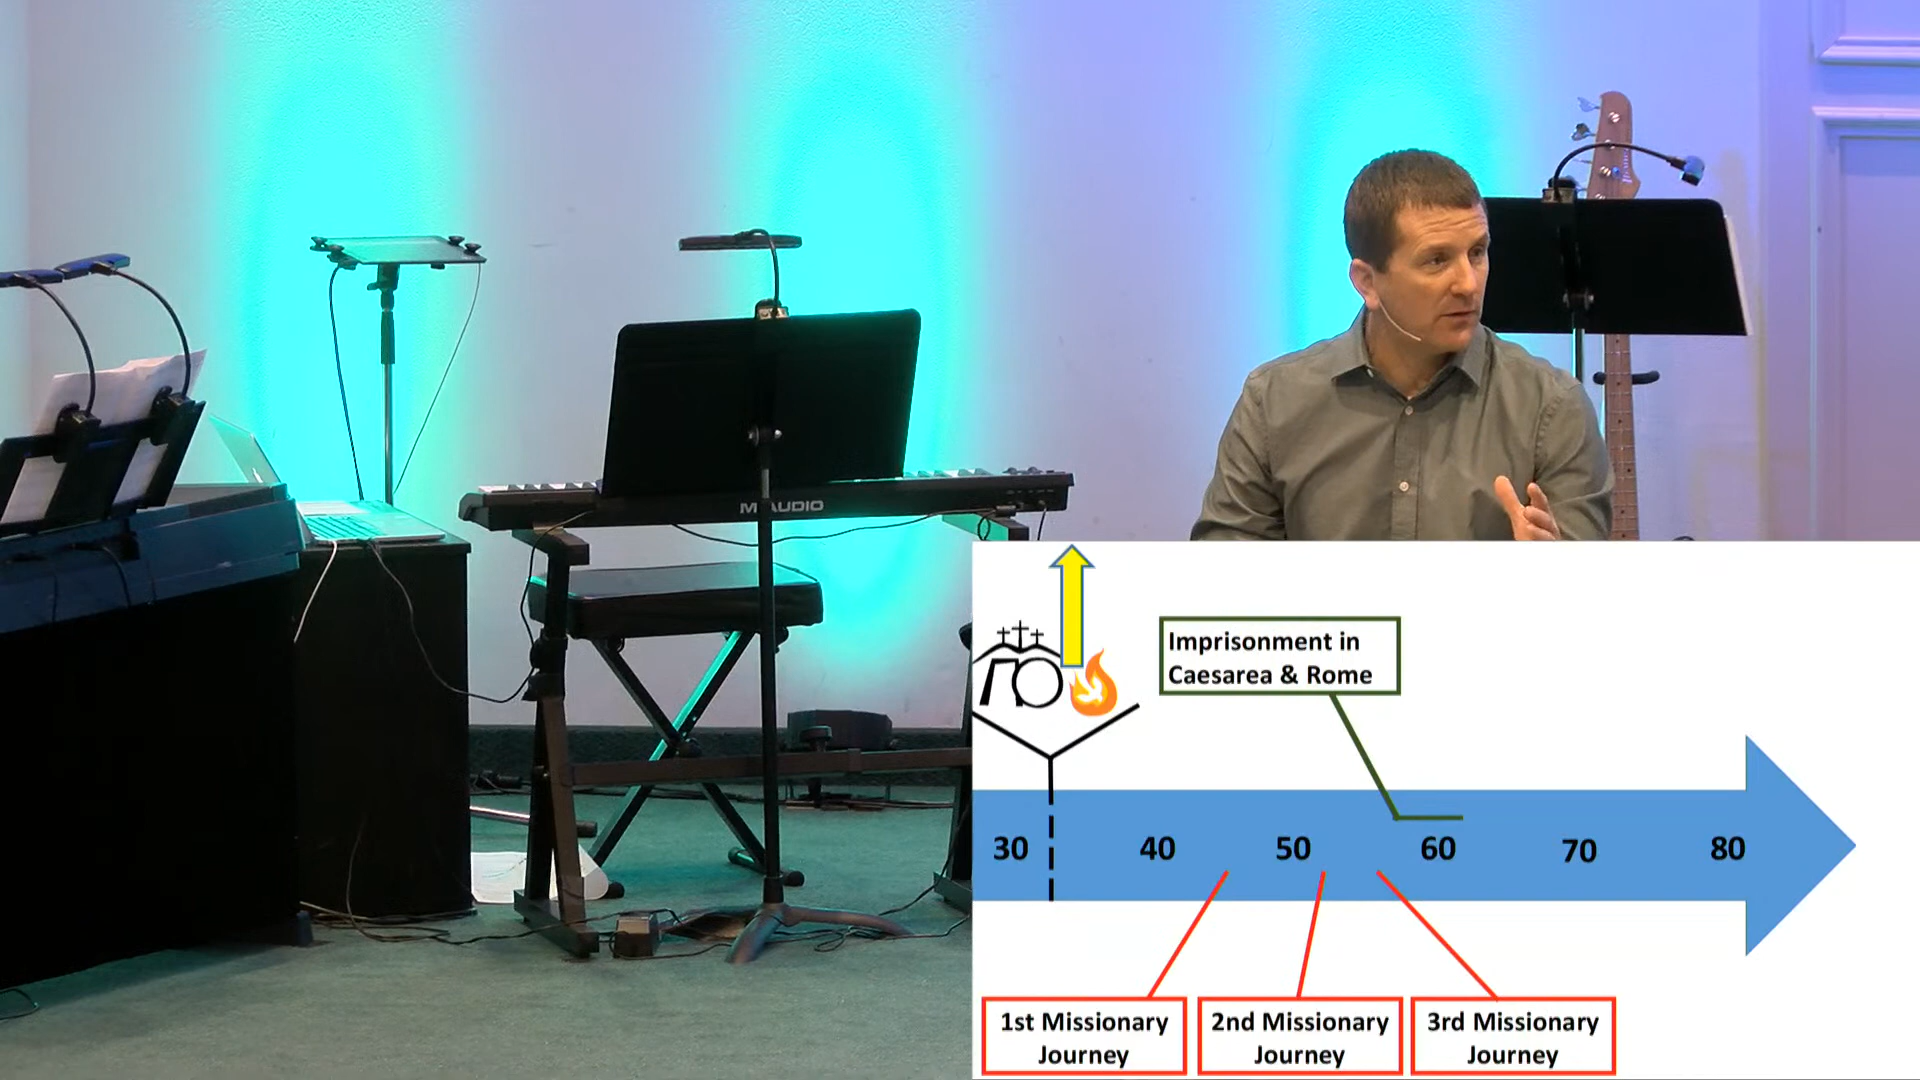 M-AUDIO
Imprisonment in
Caesarea & Rome
30 40 50 60 70 80
1st Missionary
Journey
2nd Missionary
Journey
3rd Missionary
Journey